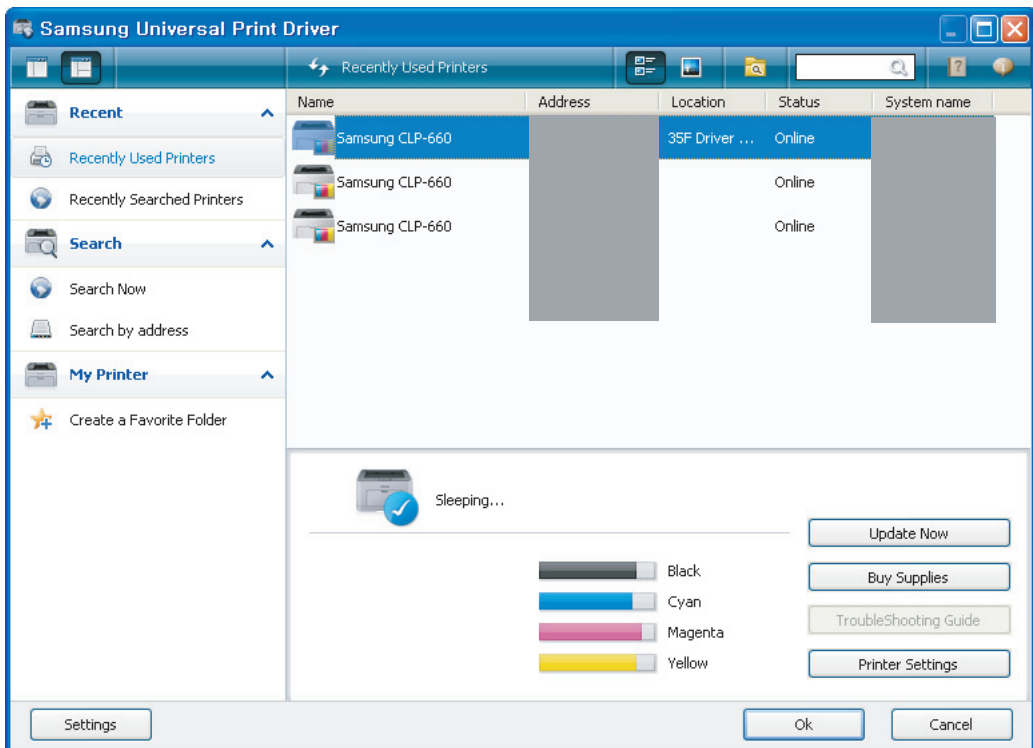 Samsung Universal Print Driver
Recently Used Printers
Recent
Recently Used Printers
Recently Searched Printers
Search
Search Now
Search by address
My Printer
Create a Favorite Folder
Name Address Location Status System name
Samsung CLP-660 35F Driver ... Online
Samsung CLP-660 Online
Samsung CLP-660 Online
Sleeping...
Black
Cyan
Magenta
Yellow
Update Now
Buy Supplies
TroubleShooting Guide
Printer Settings
Settings
Ok
Cancel